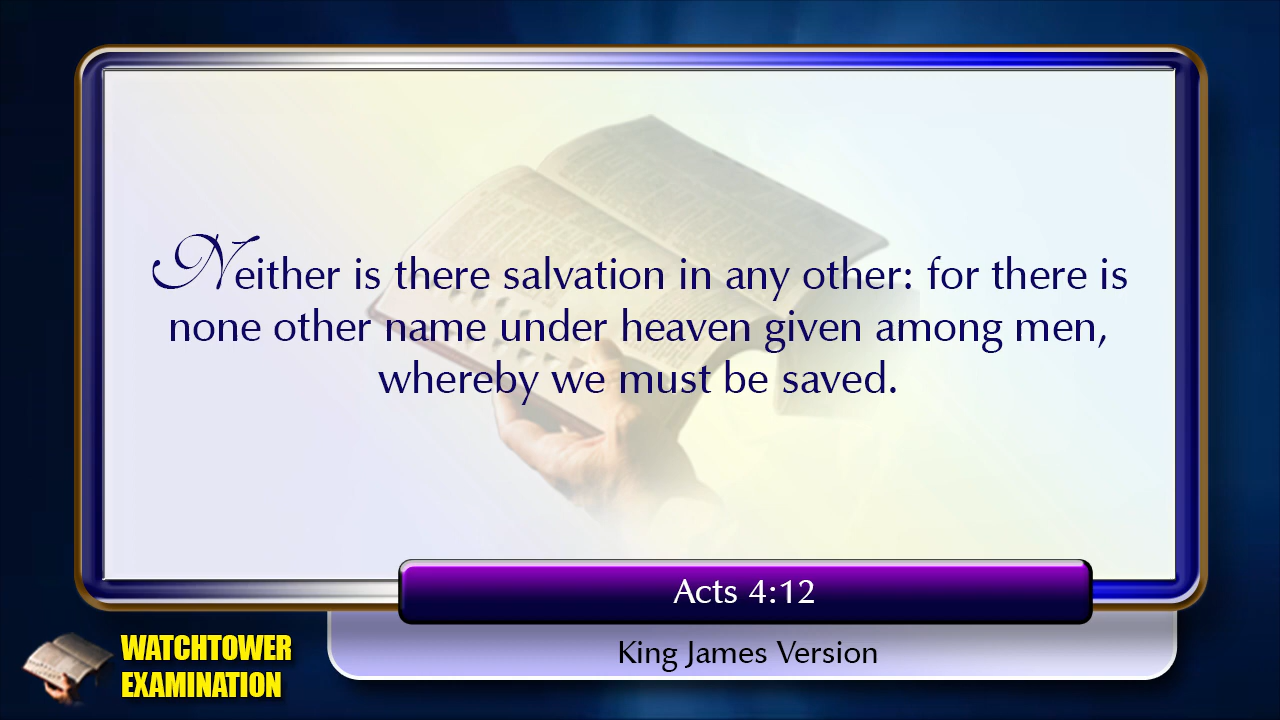 Neither is there salvation in any other: for there is
none other name under heaven given among men,
whereby we must be saved.
Acts 4:12
King James Version
WATCHTOWER
EXAMINATION